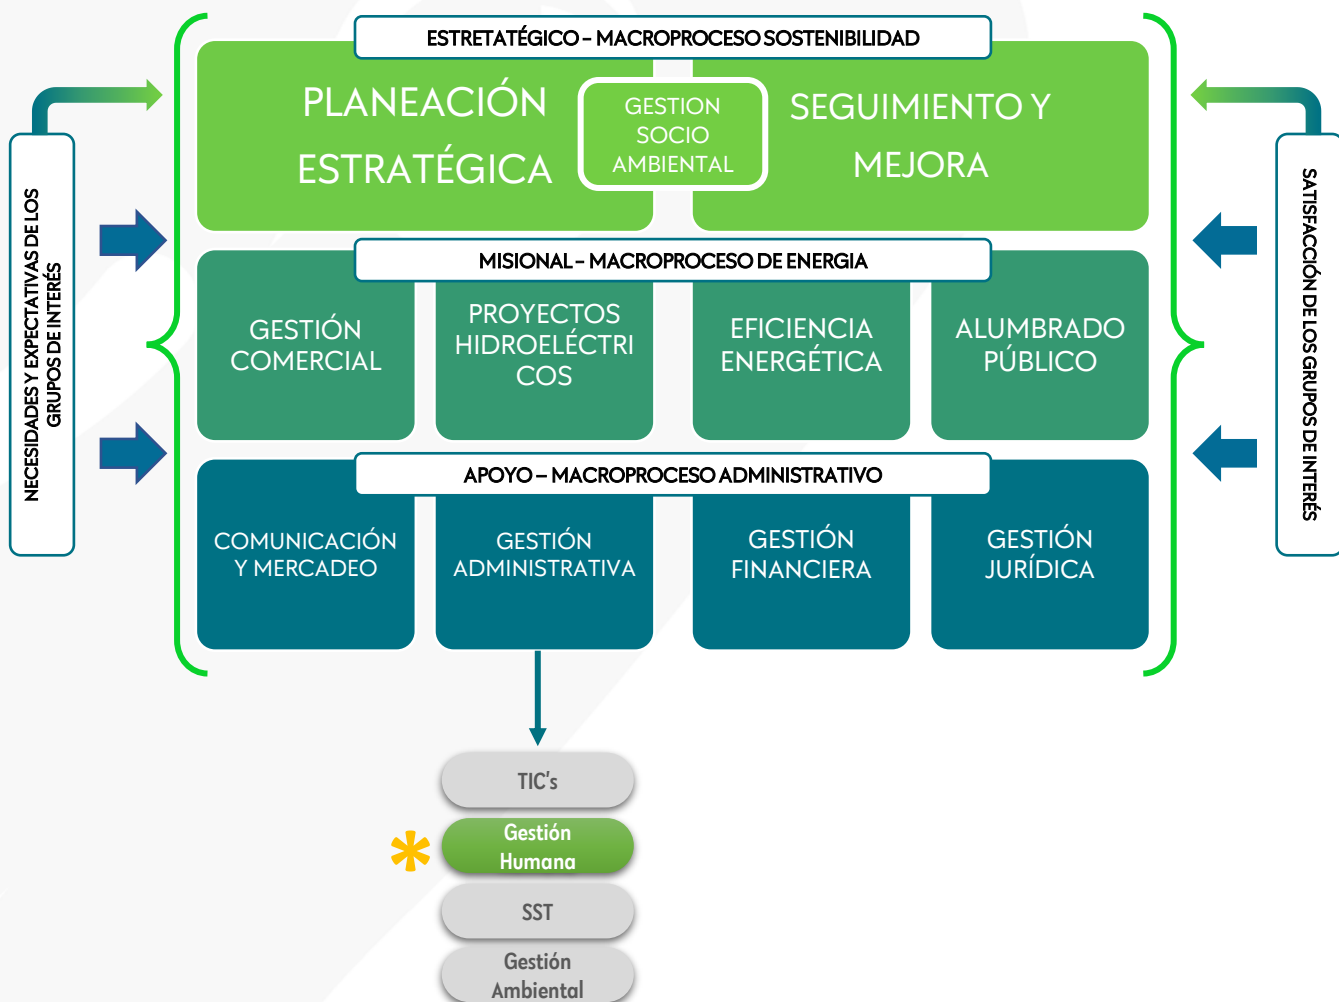 ESTRETATÉGICO – MACROPROCESO SOSTENIBILIDAD
PLANEACIÓN
ESTRATÉGICA
GESTION
SOCIO
AMBIENTAL
SEGUIMIENTO Y
MEJORA
NECESIDADES Y EXPECTATIVAS DE LOS
GRUPOS DE INTERÉS
SATISFACCIÓN DE LOS GRUPOS DE INTERÉS
MISIONAL – MACROPROCESO DE ENERGIA
GESTIÓN
COMERCIAL
PROYECTOS
HIDROELÉCTRI
COS
EFICIENCIA
ENERGÉTICA
ALUMBRADO
PÚBLICO
APOYO – MACROPROCESO ADMINISTRATIVO
COMUNICACIÓN
Y MERCADEO
GESTIÓN
ADMINISTRATIVA
GESTIÓN
FINANCIERA
GESTIÓN
JURÍDICA
TIC's
*
Gestión
Humana
SST
Gestión
Ambiental